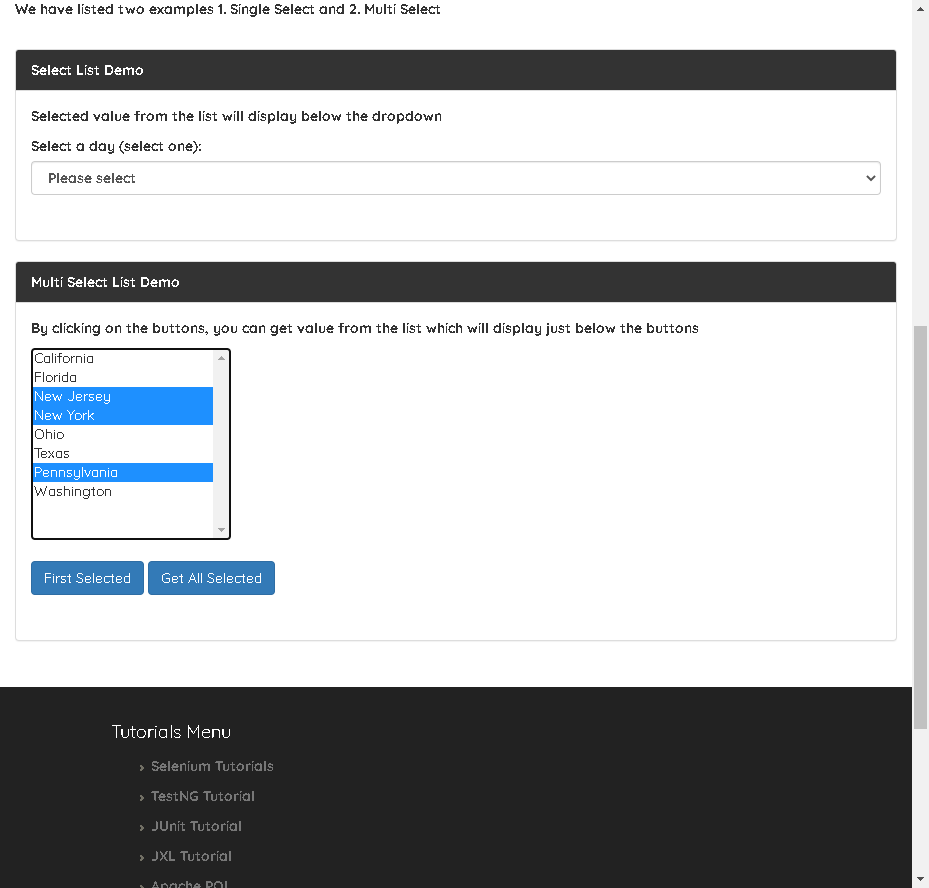 We have listed two examples 1. Single Select and 2. Multi Select
Select List Demo
Selected value from the list will display below the dropdown
Select a day (select one):
Please select
Multi Select List Demo
By clicking on the buttons, you can get value from the list which will display just below the buttons
California
Florida
New Jersey
New York
Ohio
Texas
Pennsylvania
Washington
First Selected Get All Selected
Tutorials Menu
Selenium Tutorials
TestNG Tutorial
JUnit Tutorial
JXL Tutorial
Apache POI